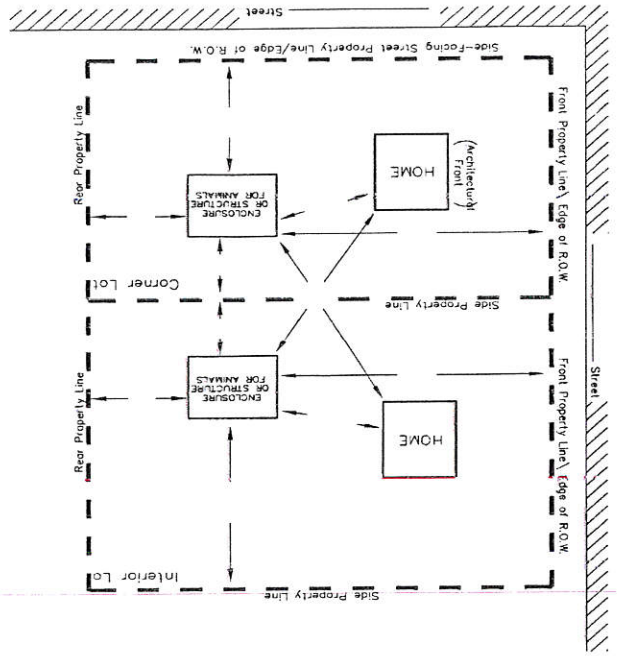 Street
Side-Facing Street Property Line/Edge of R.O.W.
Rear Property Line
Front Property Line\ Edge of R.O.W.
HOME
(Architectural
Front)
ENCLOSURE
OR STRUCTURE
FOR ANIMALS
Corner Lot
Side Property Line
Street
Rear Property Line
Front Property Line\ Edge of R.O.W.
ENCLOSURE
OR STRUCTURE
FOR ANIMALS
HOME
Interior Lo
Side Property Line